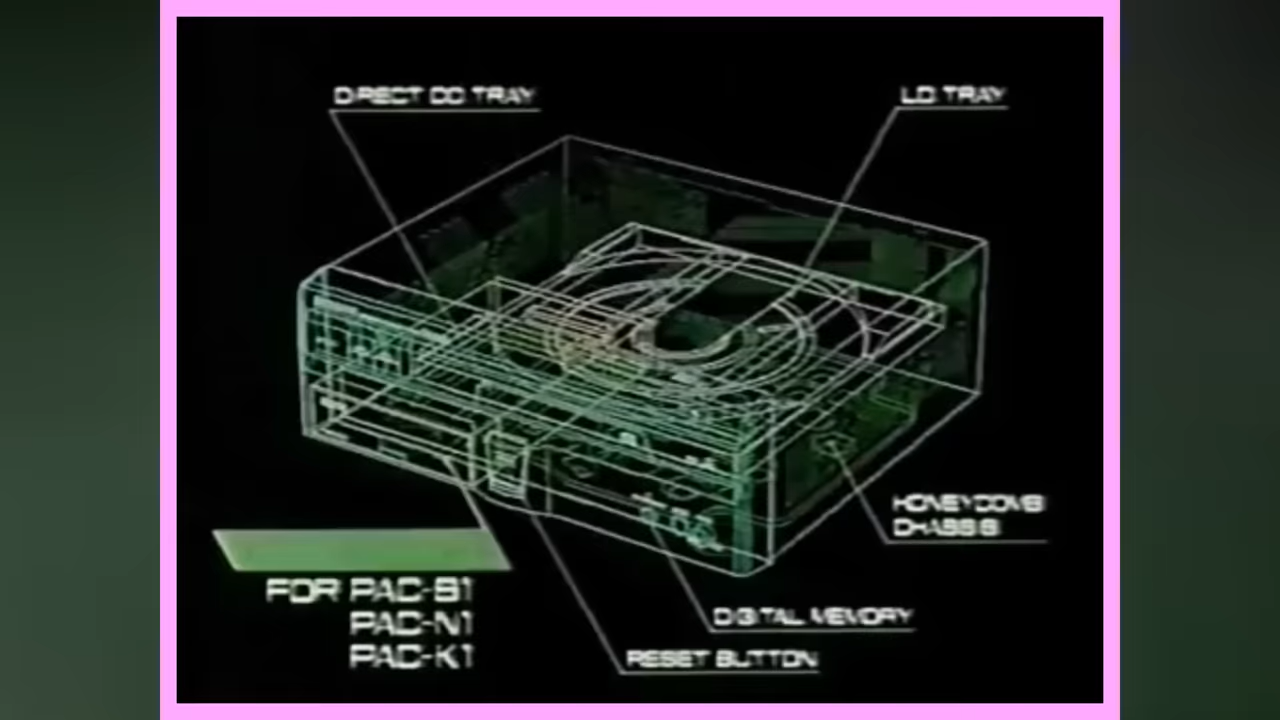 DIRECT CD TRAY
LD TRAY
HONEYCOMB
CHASSIS
FOR PAC-S1
PAC-N1
PAC-K1
DIGITAL MEMORY
RESET BUTTON